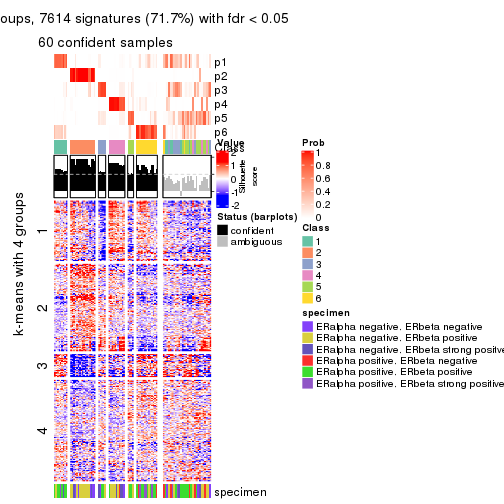 oups, 7614 signatures (71.7%) with fdr < 0.05
60 confident samples
p1
p2
p3
p4
p5
p6
Class
Value
2
1
0
-1
-2
Silhouette
score
Status (barplots)
confident
ambiguous
Prob
1
0.8
0.6
0.4
0.2
0
Class
1
2
3
4
5
6
specimen
ERalpha negative, ERbeta negative
ERalpha negative, ERbeta positive
ERalpha negative, ERbeta strong positive
ERalpha positive, ERbeta negative
ERalpha positive, ERbeta positive
ERalpha positive, ERbeta strong positive
k-means with 4 groups
1
2
3
4
specimen